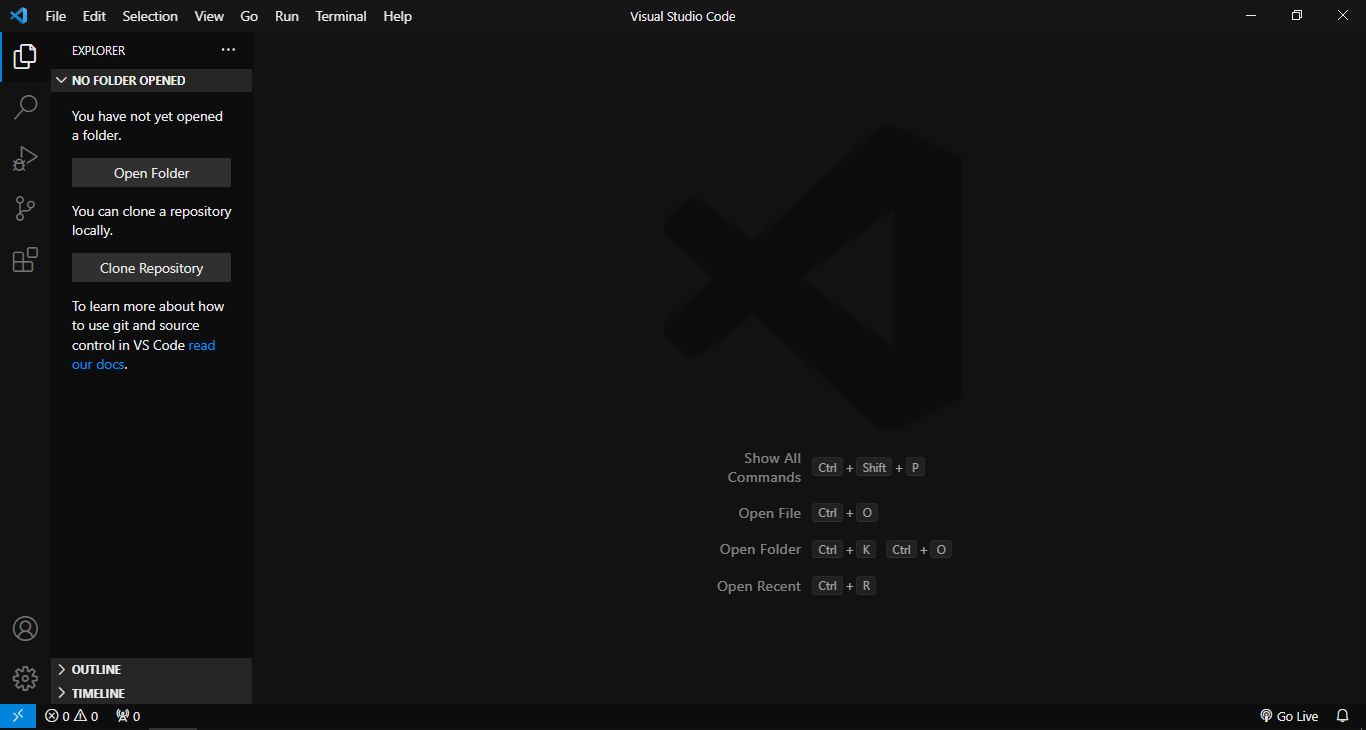 File Edit Selection View Go Run Terminal Help
Visual Studio Code
EXPLORER
NO FOLDER OPENED
You have not yet opened
a folder.
Open Folder
You can clone a repository
locally.
Clone Repository
To learn more about how
to use git and source
control in VS Code read
our docs.
Show All
Commands
Ctrl + Shift + P
Open File Ctrl + O
Open Folder Ctrl + K Ctrl + O
Open Recent Ctrl + R
OUTLINE
TIMELINE
0 0 0
Go Live